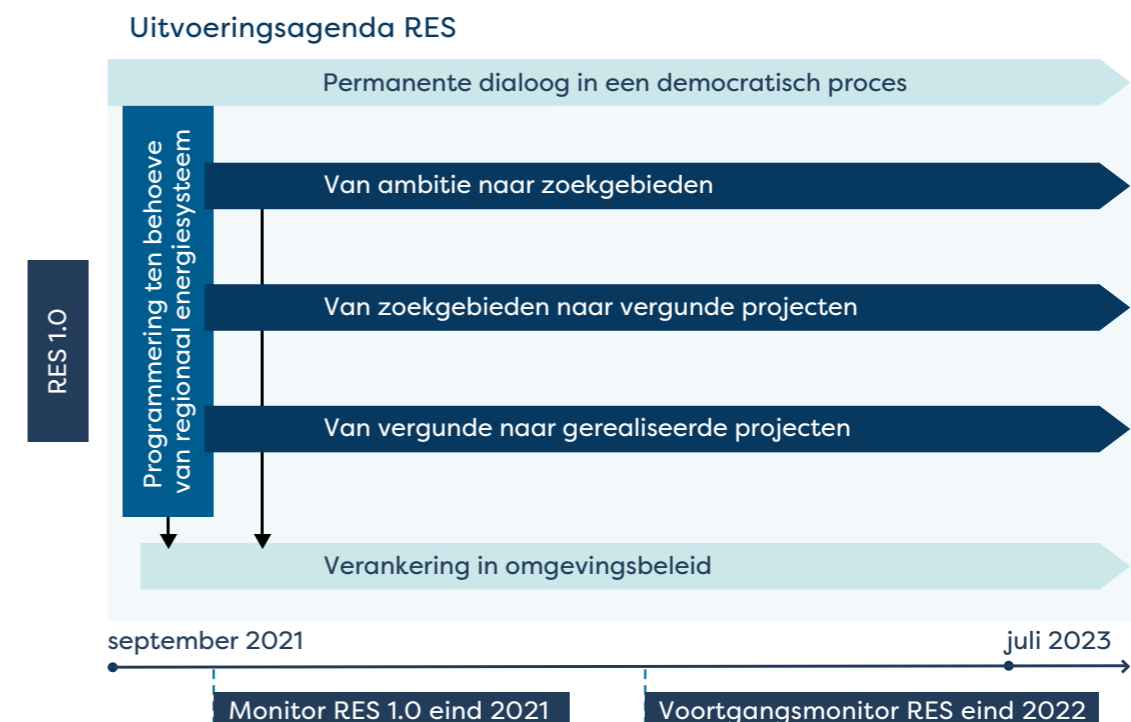 Uitvoeringsagenda RES
Permanente dialoog in een democratisch proces
Programmering ten behoeve
van regionaal energiesysteem
Van ambitie naar zoekgebieden
RES 1.0
Van zoekgebieden naar vergunde projecten
Van vergunde naar gerealiseerde projecten
Verankering in omgevingsbeleid
september 2021
juli 2023
Monitor RES 1.0 eind 2021
Voortgangsmonitor RES eind 2022